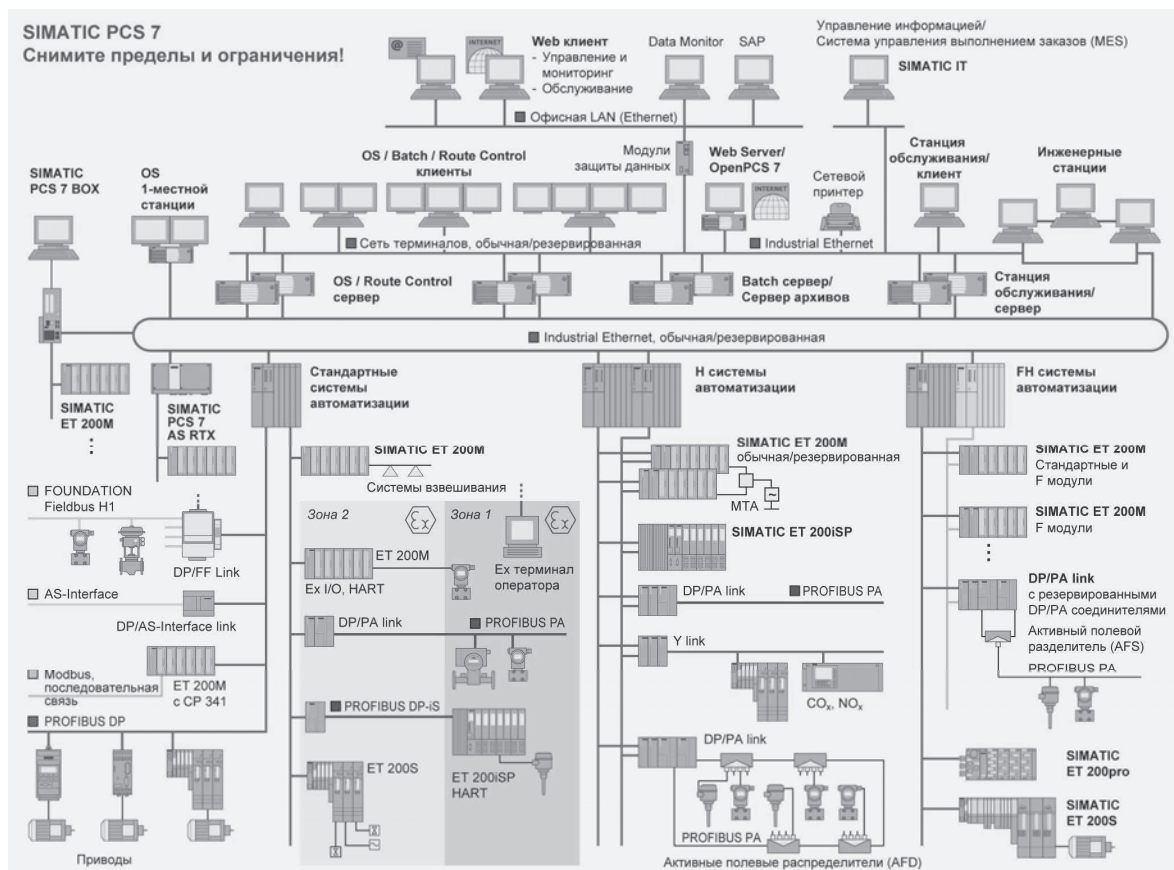 SIMATIC PCS 7
Снимите пределы и ограничения!
@
INTERNET
Web клиент
- Управление и
мониторинг
- Обслуживание
Data Monitor
SAP
Управление информацией/
Система управления выполнением заказов (MES)
SIMATIC IT
Офисная LAN (Ethernet)
SIMATIC
PCS 7 BOX
OS
1-местной
станции
OS / Batch / Route Control
клиенты
Модули
защиты данных
Web Server/
OpenPCS 7
INTERNET
Сетевой
принтер
Станция
обслуживания/
клиент
Инженерные
станции
Сеть терминалов, обычная/резервированная
Industrial Ethernet
OS / Route Control
сервер
Batch сервер/
Сервер архивов
Станция
обслуживания/
сервер
Industrial Ethernet, обычная/резервированная
SIMATIC
ET 200M
SIMATIC
PCS 7
AS RTX
Стандартные
системы
автоматизации
H системы
автоматизации
FH системы
автоматизации
SIMATIC ET 200M
Системы взвешивания
SIMATIC ET 200M
обычная/резервированная
MTA
SIMATIC ET 200M
Стандартные и
F модули
FOUNDATION
Fieldbus H1
DP/FF Link
Зона 2
Ex
Зона 1
Ex
ET 200M
Ex I/O, HART
Ex терминал
оператора
SIMATIC ET 200iSP
SIMATIC ET 200M
F модули
AS-Interface
DP/AS-Interface link
DP/PA link
PROFIBUS PA
DP/PA link
PROFIBUS PA
DP/PA link
с резервированными
DP/PA соединителями
Активный полевой
разделитель (AFS)
PROFIBUS PA
Modbus,
последовательная
связь
ET 200M
с CP 341
Y link
COx, NOx
PROFIBUS DP
PROFIBUS DP-iS
ET 200iSP
HART
ET 200S
DP/PA link
PROFIBUS PA
SIMATIC
ET 200pro
SIMATIC
ET 200S
Приводы
Активные полевые распределители (AFD)